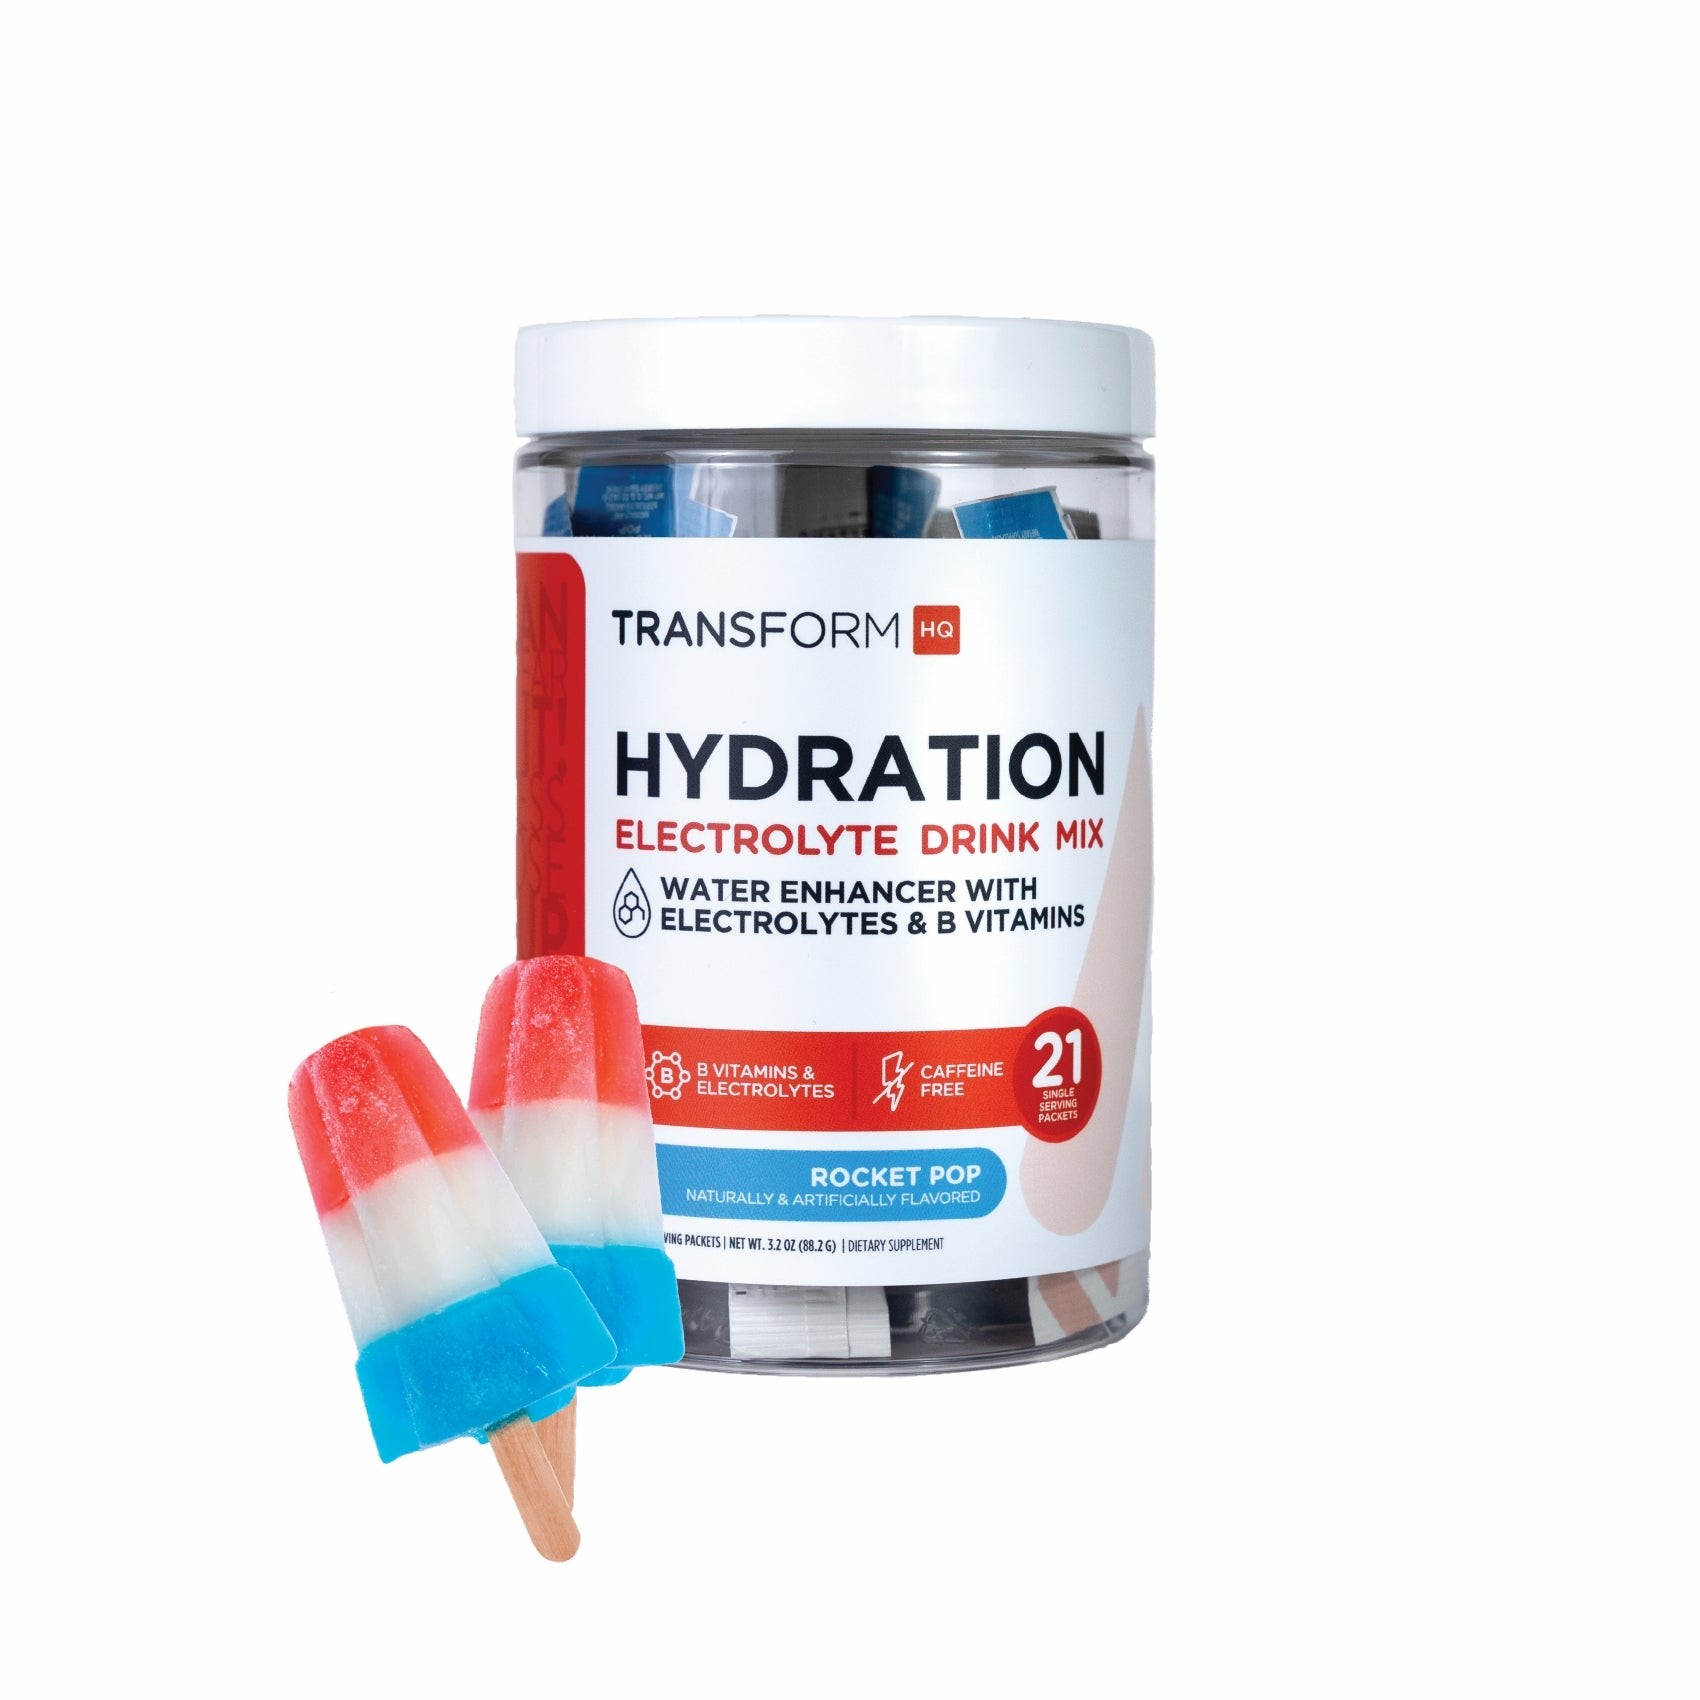 POP
TRANSFORM HQ
HYDRATION
ELECTROLYTE DRINK MIX
WATER ENHANCER WITH
ELECTROLYTES & B VITAMINS
B
B VITAMINS &
ELECTROLYTES
CAFFEINE
FREE
21
SINGLE
SERVING
PACKETS
ROCKET POP
NATURALLY & ARTIFICIALLY FLAVORED
PACKETS | NET WT. 3.2 OZ (88.2 G) | DIETARY SUPPLEMENT